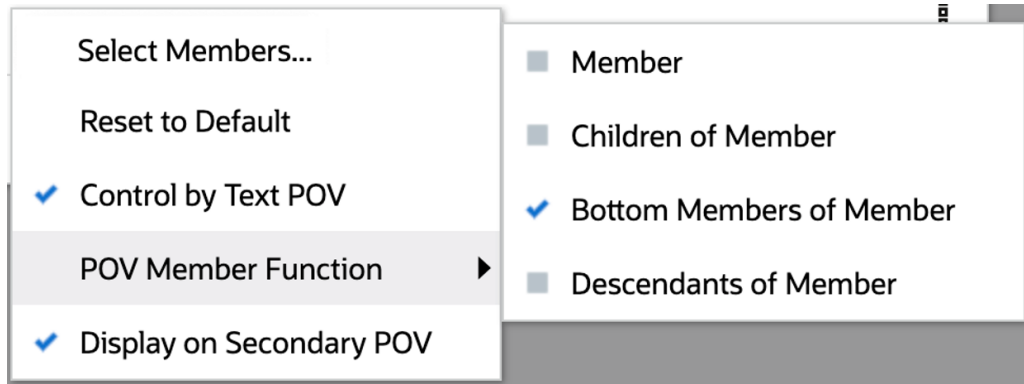 Select Members...
Reset to Default
Control by Text POV
POV Member Function
Display on Secondary POV
Member
Children of Member
Bottom Members of Member
Descendants of Member